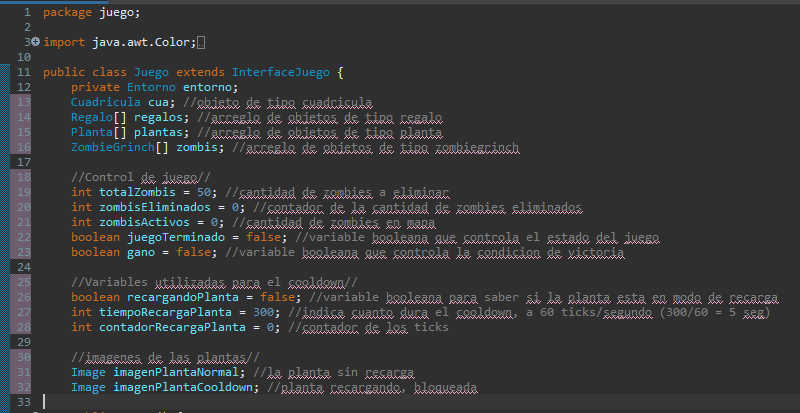 1 package juego;
2
3 import java.awt.Color;
10
11 public class Juego extends InterfaceJuego {
12 private Entorno entorno;
13 Cuadricula cua; //objeto de tipo cuadricula
14 Regalo[] regalos; //arreglo de objetos de tipo regalo
15 Planta[] plantas; //arreglo de objetos de tipo planta
16 ZombieGrinch[] zombis; //arreglo de objetos de tipo zombiegrinch
17
18 //Control de juego//
19 int totalZombis = 50; //cantidad de zombies a eliminar
20 int zombisEliminados = 0; //contador de la cantidad de zombies eliminados
21 int zombisActivos = 0; //cantidad de zombies en mapa
22 boolean juegoTerminado = false; //variable booleana que controla el estado del juego
23 boolean gano = false; //variable booleana que controla la condicion de victoria
24
25 //Variables utilizadas para el cooldown//
26 boolean recargandoPlanta = false; //variable booleana para saber si la planta esta en modo de recarga
27 int tiempoRecargaPlanta = 300; //indica cuanto dura el cooldown, a 60 ticks/segundo (300/60 = 5 seg)
28 int contadorRecargaPlanta = 0; //contador de los ticks
29
30 //imagenes de las plantas//
31 Image imagenPlantaNormal; //la planta sin recarga
32 Image imagenPlantaCooldown; //planta recargando, bloqueada
33